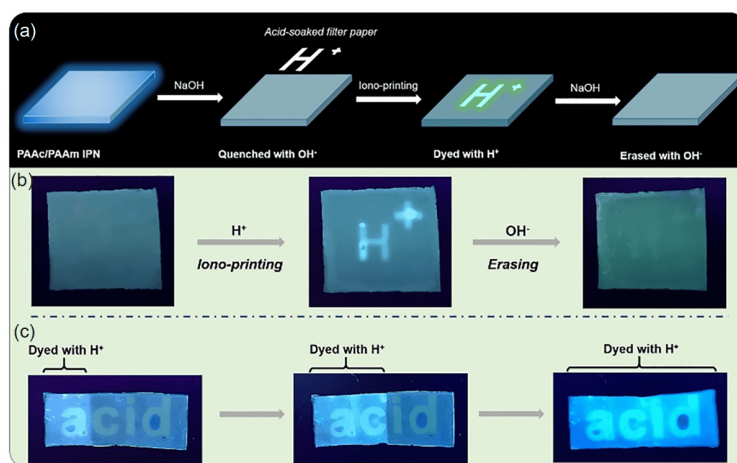 (a)
Acid-soaked filter paper
H⁺
NaOH
Iono-printing
H⁺
NaOH
PAAc/PAAm IPN
Quenched with OH⁻
Dyed with H⁺
Erased with OH⁻
(b)
H⁺
Iono-printing
H⁺
OH⁻
Erasing
(c)
Dyed with H⁺
Dyed with H⁺
Dyed with H⁺
acid
acid
acid